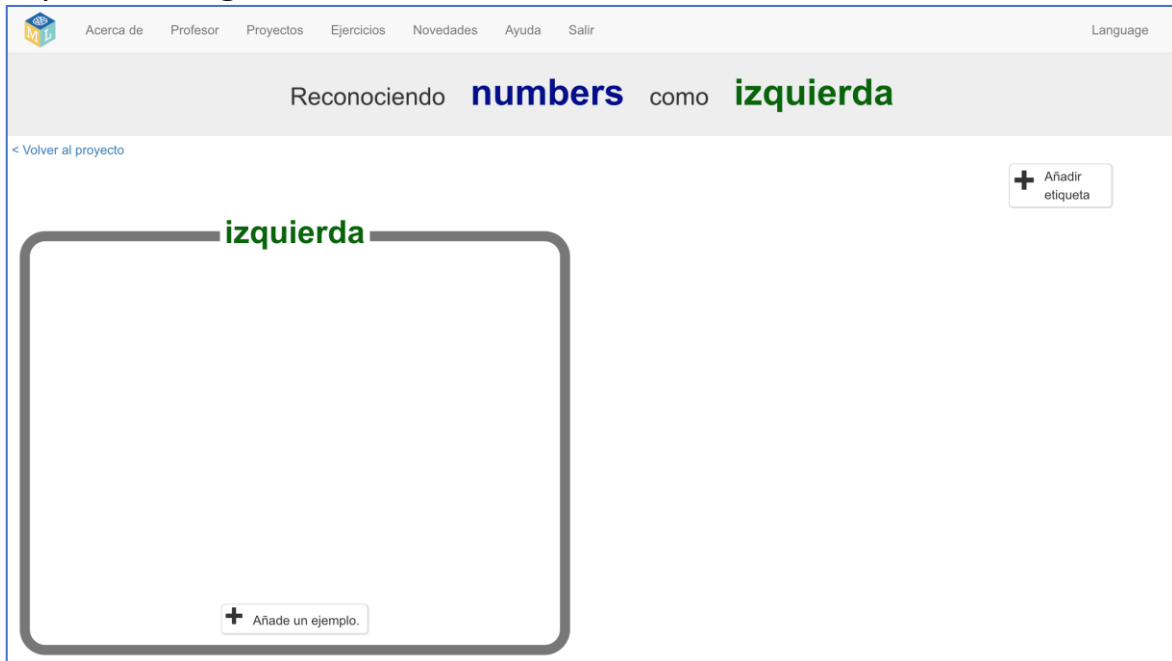 Acerca de Profesor Proyectos Ejercicios Novedades Ayuda Salir Language
Reconociendo numbers como izquierda
< Volver al proyecto
Añadir
etiqueta
izquierda
Añade un ejemplo.